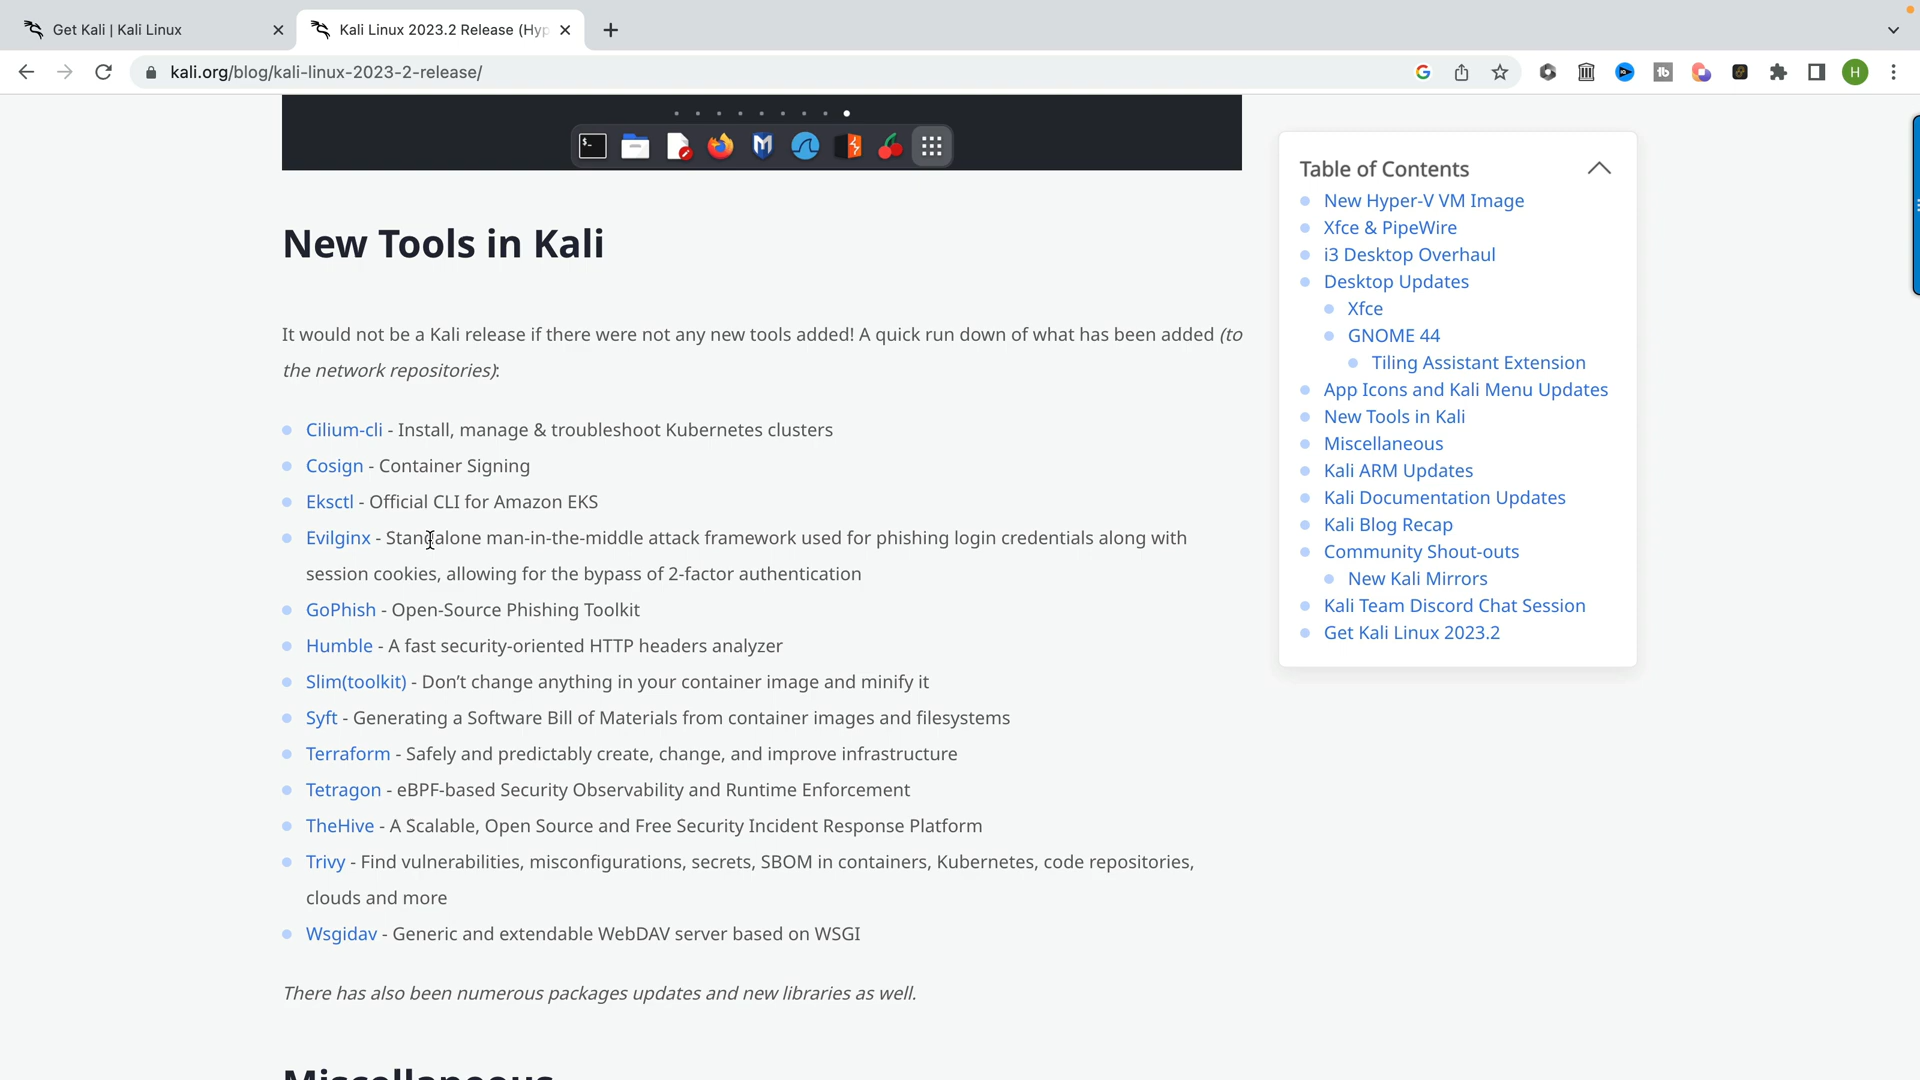 Get Kali | Kali Linux
Kali Linux 2023.2 Release (Hyp
kali.org/blog/kali-linux-2023-2-release/
H
New Tools in Kali
It would not be a Kali release if there were not any new tools added! A quick run down of what has been added (to
the network repositories):
Cilium-cli - Install, manage & troubleshoot Kubernetes clusters
Cosign - Container Signing
Eksctl - Official CLI for Amazon EKS
Evilginx - Standalone man-in-the-middle attack framework used for phishing login credentials along with
session cookies, allowing for the bypass of 2-factor authentication
GoPhish - Open-Source Phishing Toolkit
Humble - A fast security-oriented HTTP headers analyzer
Slim(toolkit) - Don’t change anything in your container image and minify it
Syft - Generating a Software Bill of Materials from container images and filesystems
Terraform - Safely and predictably create, change, and improve infrastructure
Tetragon - eBPF-based Security Observability and Runtime Enforcement
TheHive - A Scalable, Open Source and Free Security Incident Response Platform
Trivy - Find vulnerabilities, misconfigurations, secrets, SBOM in containers, Kubernetes, code repositories,
clouds and more
Wsgidav - Generic and extendable WebDAV server based on WSGI
There has also been numerous packages updates and new libraries as well.
Miscellaneous
Table of Contents
New Hyper-V VM Image
Xfce & PipeWire
i3 Desktop Overhaul
Desktop Updates
Xfce
GNOME 44
Tiling Assistant Extension
App Icons and Kali Menu Updates
New Tools in Kali
Miscellaneous
Kali ARM Updates
Kali Documentation Updates
Kali Blog Recap
Community Shout-outs
New Kali Mirrors
Kali Team Discord Chat Session
Get Kali Linux 2023.2